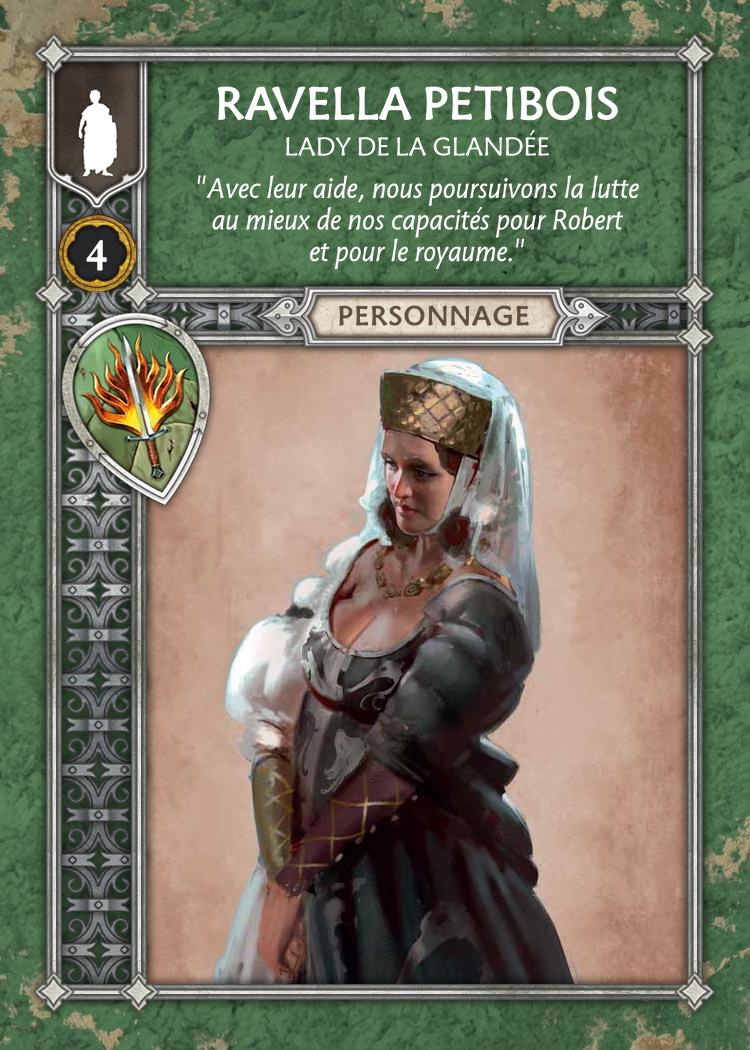 RAVELLA PETIBOIS
LADY DE LA GLANDÉE
"Avec leur aide, nous poursuivons la lutte
au mieux de nos capacités pour Robert
et pour le royaume."
4
PERSONNAGE